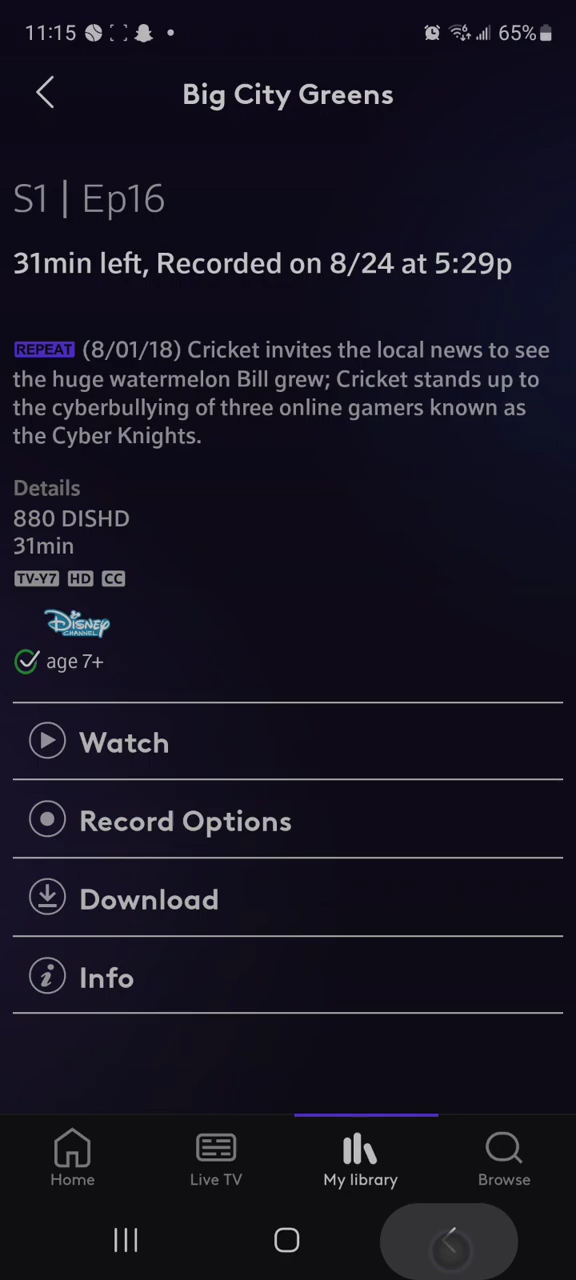 11:15 65%
Big City Greens
S1 | Ep16
31min left, Recorded on 8/24 at 5:29p
REPEAT (8/01/18) Cricket invites the local news to see
the huge watermelon Bill grew; Cricket stands up to
the cyberbullying of three online gamers known as
the Cyber Knights.
Details
880 DISHD
31min
TV-Y7 HD CC
Disney
CHANNEL
age 7+
Watch
Record Options
Download
Info
Home Live TV My library Browse